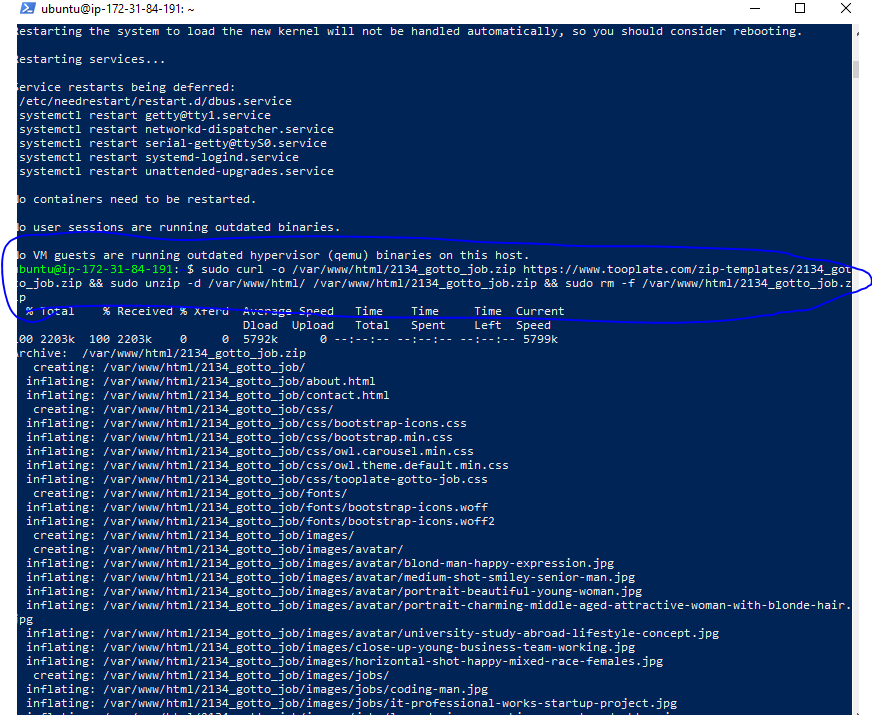 ubuntu@ip-172-31-84-191: ~
Restarting the system to load the new kernel will not be handled automatically, so you should consider rebooting.
Restarting services...
Service restarts being deferred:
/etc/needrestart/restart.d/dbus.service
systemctl restart getty@tty1.service
systemctl restart networkd-dispatcher.service
systemctl restart serial-getty@ttyS0.service
systemctl restart systemd-logind.service
systemctl restart unattended-upgrades.service
No containers need to be restarted.
No user sessions are running outdated binaries.
No VM guests are running outdated hypervisor (qemu) binaries on this host.
ubuntu@ip-172-31-84-191: $ sudo curl -o /var/www/html/2134_gotto_job.zip https://www.tooplate.com/zip-templates/2134_got
to_job.zip && sudo unzip -d /var/www/html/ /var/www/html/2134_gotto_job.zip && sudo rm -f /var/www/html/2134_gotto_job.z
ip
% Total % Received % Xferd Average Speed Time Time Time Current
Dload Upload Total Spent Left Speed
100 2203k 100 2203k 0 0 5792k 0 --:--:-- --:--:-- --:--:-- 5799k
Archive: /var/www/html/2134_gotto_job.zip
creating: /var/www/html/2134_gotto_job/
inflating: /var/www/html/2134_gotto_job/about.html
inflating: /var/www/html/2134_gotto_job/contact.html
creating: /var/www/html/2134_gotto_job/css/
inflating: /var/www/html/2134_gotto_job/css/bootstrap-icons.css
inflating: /var/www/html/2134_gotto_job/css/bootstrap.min.css
inflating: /var/www/html/2134_gotto_job/css/owl.carousel.min.css
inflating: /var/www/html/2134_gotto_job/css/owl.theme.default.min.css
inflating: /var/www/html/2134_gotto_job/css/tooplate-gotto-job.css
creating: /var/www/html/2134_gotto_job/fonts/
inflating: /var/www/html/2134_gotto_job/fonts/bootstrap-icons.woff
inflating: /var/www/html/2134_gotto_job/fonts/bootstrap-icons.woff2
creating: /var/www/html/2134_gotto_job/images/
creating: /var/www/html/2134_gotto_job/images/avatar/
inflating: /var/www/html/2134_gotto_job/images/avatar/blond-man-happy-expression.jpg
inflating: /var/www/html/2134_gotto_job/images/avatar/medium-shot-smiley-senior-man.jpg
inflating: /var/www/html/2134_gotto_job/images/avatar/portrait-beautiful-young-woman.jpg
inflating: /var/www/html/2134_gotto_job/images/avatar/portrait-charming-middle-aged-attractive-woman-with-blonde-hair.
jpg
inflating: /var/www/html/2134_gotto_job/images/avatar/university-study-abroad-lifestyle-concept.jpg
inflating: /var/www/html/2134_gotto_job/images/close-up-young-business-team-working.jpg
inflating: /var/www/html/2134_gotto_job/images/horizontal-shot-happy-mixed-race-females.jpg
creating: /var/www/html/2134_gotto_job/images/jobs/
inflating: /var/www/html/2134_gotto_job/images/jobs/coding-man.jpg
inflating: /var/www/html/2134_gotto_job/images/jobs/it-professional-works-startup-project.jpg